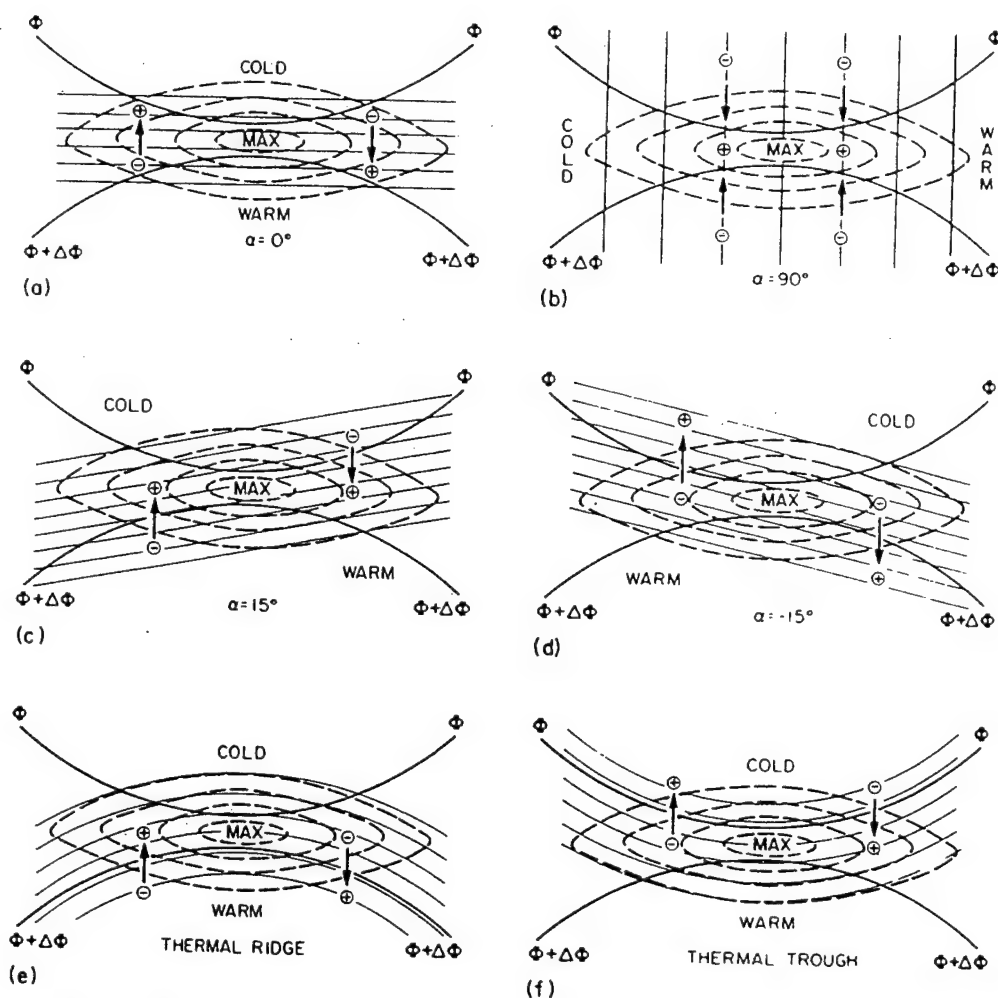 Φ Φ
COLD
⊕ ⊖
MAX
⊖ ⊕
WARM
α=0°
Φ+ΔΦ Φ+ΔΦ
(a)
Φ Φ
⊖ ⊖
COLD
⊕ MAX ⊕
WARM
⊖ ⊖
Φ+ΔΦ Φ+ΔΦ
α=90°
(b)
Φ Φ
COLD
⊖
⊕ MAX ⊕
⊖
WARM
Φ+ΔΦ Φ+ΔΦ
α=15°
(c)
Φ Φ
⊕ COLD
⊖ MAX ⊖
⊕
WARM
Φ+ΔΦ Φ+ΔΦ
α=-15°
(d)
Φ Φ
COLD
⊕ MAX ⊖
⊖ ⊕
WARM
Φ+ΔΦ Φ+ΔΦ
THERMAL RIDGE
(e)
Φ Φ
COLD
⊕ ⊖
⊖ MAX ⊕
WARM
Φ+ΔΦ Φ+ΔΦ
THERMAL TROUGH
(f)